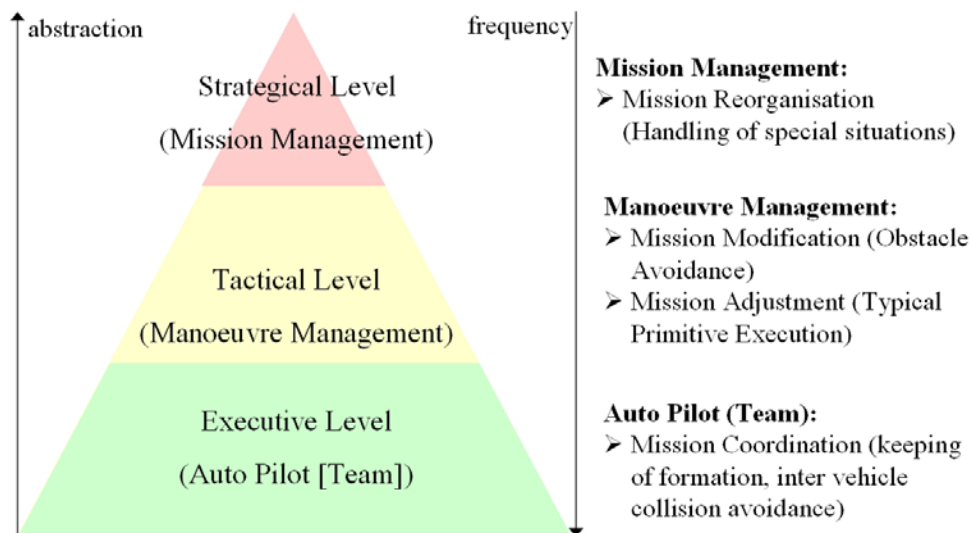 abstraction
frequency
Strategical Level
(Mission Management)
Tactical Level
(Manoeuvre Management)
Executive Level
(Auto Pilot [Team])
Mission Management:
➢ Mission Reorganisation
(Handling of special situations)
Manoeuvre Management:
➢ Mission Modification (Obstacle
Avoidance)
➢ Mission Adjustment (Typical
Primitive Execution)
Auto Pilot (Team):
➢ Mission Coordination (keeping
of formation, inter vehicle
collision avoidance)